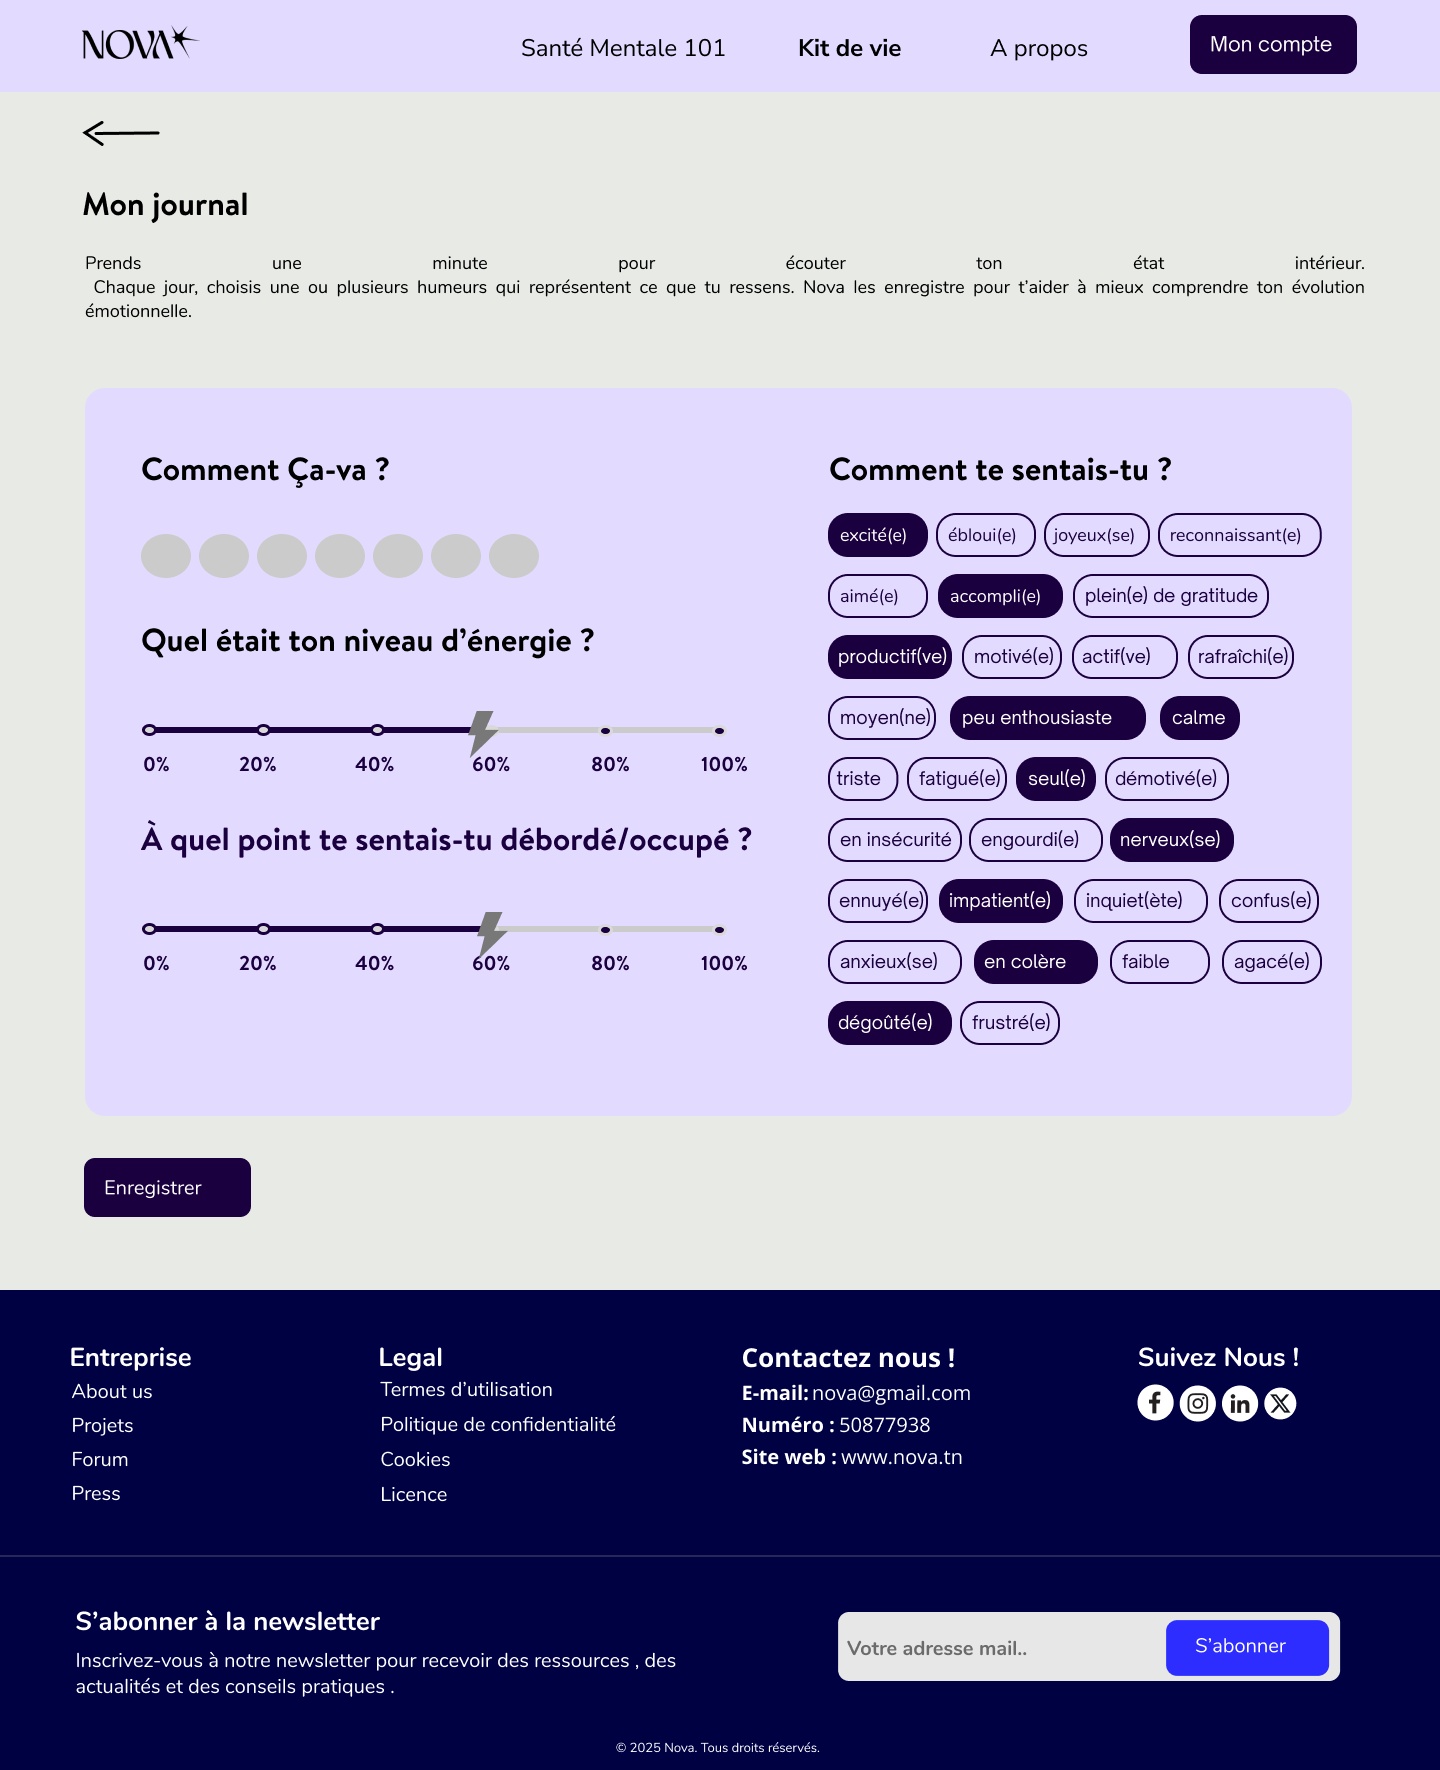 NOVA
Santé Mentale 101
Kit de vie
A propos
Mon compte
Mon journal
Prends une minute pour écouter ton état intérieur.
Chaque jour, choisis une ou plusieurs humeurs qui représentent ce que tu ressens. Nova les enregistre pour t’aider à mieux comprendre ton évolution
émotionnelle.
Comment Ça-va ?
Quel était ton niveau d’énergie ?
0% 20% 40% 60% 80% 100%
À quel point te sentais-tu débordé/occupé ?
0% 20% 40% 60% 80% 100%
Comment te sentais-tu ?
excité(e) ébloui(e) joyeux(se) reconnaissant(e)
aimé(e) accompli(e) plein(e) de gratitude
productif(ve) motivé(e) actif(ve) rafraîchi(e)
moyen(ne) peu enthousiaste calme
triste fatigué(e) seul(e) démotivé(e)
en insécurité engourdi(e) nerveux(se)
ennuyé(e) impatient(e) inquiet(ète) confus(e)
anxieux(se) en colère faible agacé(e)
dégoûté(e) frustré(e)
Enregistrer
Entreprise
About us
Projets
Forum
Press
Legal
Termes d’utilisation
Politique de confidentialité
Cookies
Licence
Contactez nous !
E-mail: nova@gmail.com
Numéro : 50877938
Site web : www.nova.tn
Suivez Nous !
S’abonner à la newsletter
Inscrivez-vous à notre newsletter pour recevoir des ressources , des
actualités et des conseils pratiques .
Votre adresse mail..
S’abonner
© 2025 Nova. Tous droits réservés.